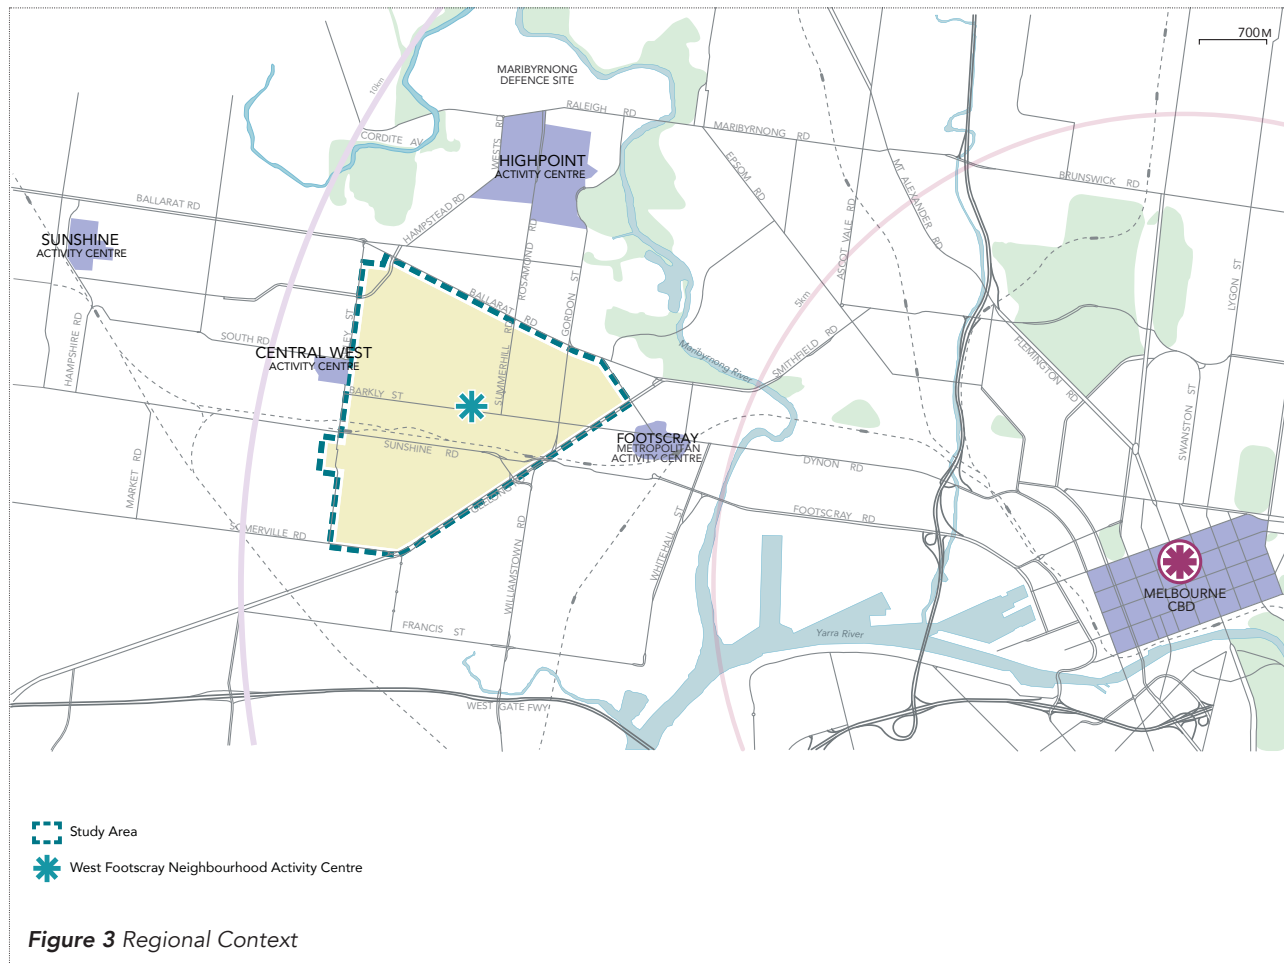 700M
10km
MARIBYRNONG
DEFENCE SITE
RALEIGH RD
MARIBYRNONG RD
CORDITE AV
WESTS RD
HIGHPOINT
ACTIVITY CENTRE
EPSOM RD
MT ALEXANDER RD
BRUNSWICK RD
BALLARAT RD
HAMPSTEAD RD
ROSAMOND RD
ASCOT VALE RD
SUNSHINE
ACTIVITY CENTRE
GORDON ST
LYGON ST
BALLARAT RD
5km
HAMPSHIRE RD
SOUTH RD
CENTRAL WEST
ACTIVITY CENTRE
SUMMERHILL RD
Maribyrnong River
SMITHFIELD RD
FLEMINGTON RD
BARKLY ST
SWANSTON ST
FOOTSCRAY
METROPOLITAN
ACTIVITY CENTRE
SUNSHINE RD
DYNON RD
MARKET RD
FOOTSCRAY RD
SOMERVILLE RD
WILLIAMSTOWN RD
WHITEHALL ST
MELBOURNE
CBD
FRANCIS ST
Yarra River
WEST GATE FWY
Study Area
West Footscray Neighbourhood Activity Centre
Figure 3 Regional Context